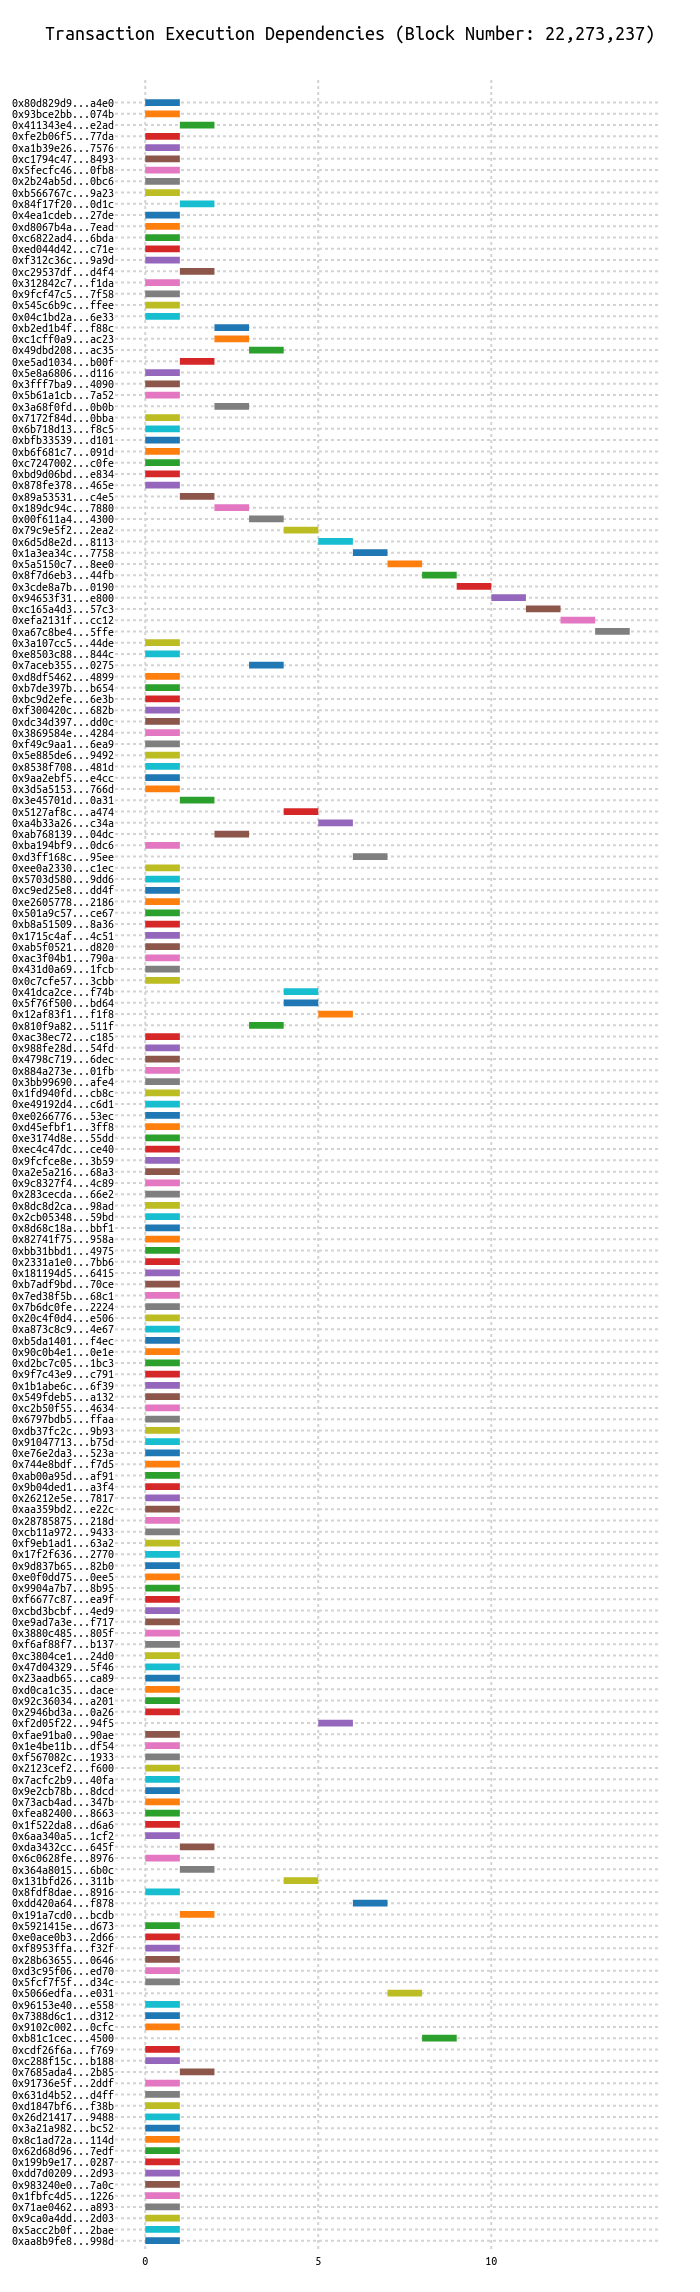 Transaction Execution Dependencies (Block Number: 22,273,237)
0x80d829d9...a4e0
0x93bce2bb...074b
0x411343e4...e2ad
0xfe2b06f5...77da
0xa1b39e26...7576
0xc1794c47...8493
0x5fecfc46...0fb8
0x2b24ab5d...0bc6
0xb566767c...9a23
0x84f17f20...0d1c
0x4ea1cdeb...27de
0xd8067b4a...7ead
0xc6822ad4...6bda
0xed044d42...c71e
0xf312c36c...9a9d
0xc29537df...d4f4
0x312842c7...f1da
0x9fcf47c5...7f58
0x545c6b9c...ffee
0x04c1bd2a...6e33
0xb2ed1b4f...f88c
0xc1cff0a9...ac23
0x49dbd208...ac35
0xe5ad1034...b00f
0x5e8a6806...d116
0x3fff7ba9...4090
0x5b61a1cb...7a52
0x3a68f0fd...0b0b
0x7172f84d...0bba
0x6b718d13...f8c5
0xbfb33539...d101
0xb6f681c7...091d
0xc7247002...c0fe
0xbd9d06bd...e834
0x878fe378...465e
0x89a53531...c4e5
0x189dc94c...7880
0x00f611a4...4300
0x79c9e5f2...2ea2
0x6d5d8e2d...8113
0x1a3ea34c...7758
0x5a5150c7...8ee0
0x8f7d6eb3...44fb
0x3cde8a7b...0190
0x94653f31...e800
0xc165a4d3...57c3
0xefa2131f...cc12
0xa67c8be4...5ffe
0x3a107cc5...44de
0xe8503c88...844c
0x7aceb355...0275
0xd8df5462...4899
0xb7de397b...b654
0xbc9d2efe...6e3b
0xf300420c...682b
0xdc34d397...dd0c
0x3869584e...4284
0xf49c9aa1...6ea9
0x5e885de6...9492
0x8538f708...481d
0x9aa2ebf5...e4cc
0x3d5a5153...766d
0x3e45701d...0a31
0x5127af8c...a474
0xa4b33a26...c34a
0xab768139...04dc
0xba194bf9...0dc6
0xd3ff168c...95ee
0xee0a2330...c1ec
0x5703d580...9dd6
0xc9ed25e8...dd4f
0xe2605778...2186
0x501a9c57...ce67
0xb8a51509...8a36
0x1715c4af...4c51
0xab5f0521...d820
0xac3f04b1...790a
0x431d0a69...1fcb
0x0c7cfe57...3cbb
0x41dca2ce...f74b
0x5f76f500...bd64
0x12af83f1...f1f8
0x810f9a82...511f
0xac38ec72...c185
0x988fe28d...54fd
0x4798c719...6dec
0x884a273e...01fb
0x3bb99690...afe4
0x1fd940fd...cb8c
0xe49192d4...c6d1
0xe0266776...53ec
0xd45efbf1...3ff8
0xe3174d8e...55dd
0xec4c47dc...ce40
0x9fcfce8e...3b59
0xa2e5a216...68a3
0x9c8327f4...4c89
0x283cecda...66e2
0x8dc8d2ca...98ad
0x2cb05348...59bd
0x8d68c18a...bbf1
0x82741f75...958a
0xbb31bbd1...4975
0x2331a1e0...7bb6
0x181194d5...6415
0xb7adf9bd...70ce
0x7ed38f5b...68c1
0x7b6dc0fe...2224
0x20c4f0d4...e506
0xa873c8c9...4e67
0xb5da1401...f4ec
0x90c0b4e1...0e1e
0xd2bc7c05...1bc3
0x9f7c43e9...c791
0x1b1abe6c...6f39
0x549fdeb5...a132
0xc2b50f55...4634
0x6797bdb5...ffaa
0xdb37fc2c...9b93
0x91047713...b75d
0xe76e2da3...523a
0x744e8bdf...f7d5
0xab00a95d...af91
0x9b04ded1...a3f4
0x26212e5e...7817
0xaa359bd2...e22c
0x28785875...218d
0xcb11a972...9433
0xf9eb1ad1...63a2
0x17f2f636...2770
0x9d837b65...82b0
0xe0f0dd75...0ee5
0x9904a7b7...8b95
0xf6677c87...ea9f
0xcbd3bcbf...4ed9
0xe9ad7a3e...f717
0x3880c485...805f
0xf6af88f7...b137
0xc3804ce1...24d0
0x47d04329...5f46
0x23aadb65...ca89
0xd0ca1c35...dace
0x92c36034...a201
0x2946bd3a...0a26
0xf2d05f22...94f5
0xfae91ba0...90ae
0x1e4be11b...df54
0xf567082c...1933
0x2123cef2...f600
0x7acfc2b9...40fa
0x9e2cb78b...8dcd
0x73acb4ad...347b
0xfea82400...8663
0x1f522da8...d6a6
0x6aa340a5...1cf2
0xda3432cc...645f
0x6c0628fe...8976
0x364a8015...6b0c
0x131bfd26...311b
0x8fdf8dae...8916
0xdd420a64...f878
0x191a7cd0...bcdb
0x5921415e...d673
0xe0ace0b3...2d66
0xf8953ffa...f32f
0x28b63655...0646
0xd3c95f06...ed70
0x5fcf7f5f...d34c
0x5066edfa...e031
0x96153e40...e558
0x7388d6c1...d312
0x9102c002...0cfc
0xb81c1cec...4500
0xcdf26f6a...f769
0xc288f15c...b188
0x7685ada4...2b85
0x91736e5f...2ddf
0x631d4b52...d4ff
0xd1847bf6...f38b
0x26d21417...9488
0x3a21a982...bc52
0x8c1ad72a...114d
0x62d68d96...7edf
0x199b9e17...0287
0xdd7d0209...2d93
0x983240e0...7a0c
0x1fbfc4d5...1226
0x71ae0462...a893
0x9ca0a4dd...2d03
0x5acc2b0f...2bae
0xaa8b9fe8...998d
0 5 10